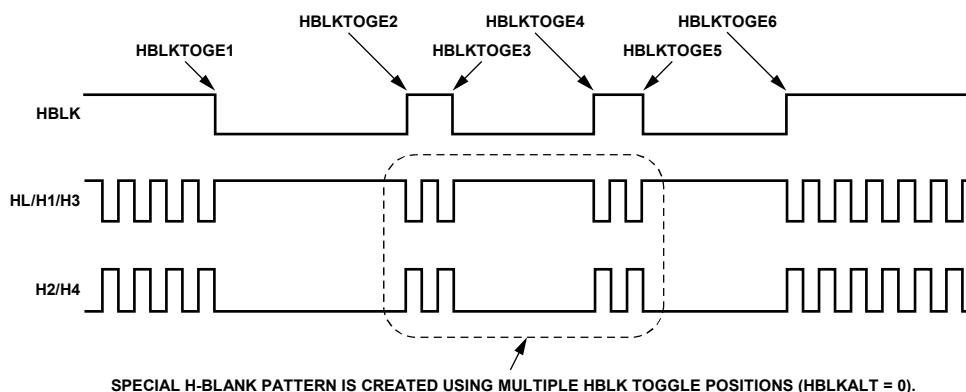 HBLKTOGE2
HBLKTOGE4
HBLKTOGE6
HBLKTOGE1
HBLKTOGE3
HBLKTOGE5
HBLK
HL/H1/H3
H2/H4
SPECIAL H-BLANK PATTERN IS CREATED USING MULTIPLE HBLK TOGGLE POSITIONS (HBLKALT = 0).